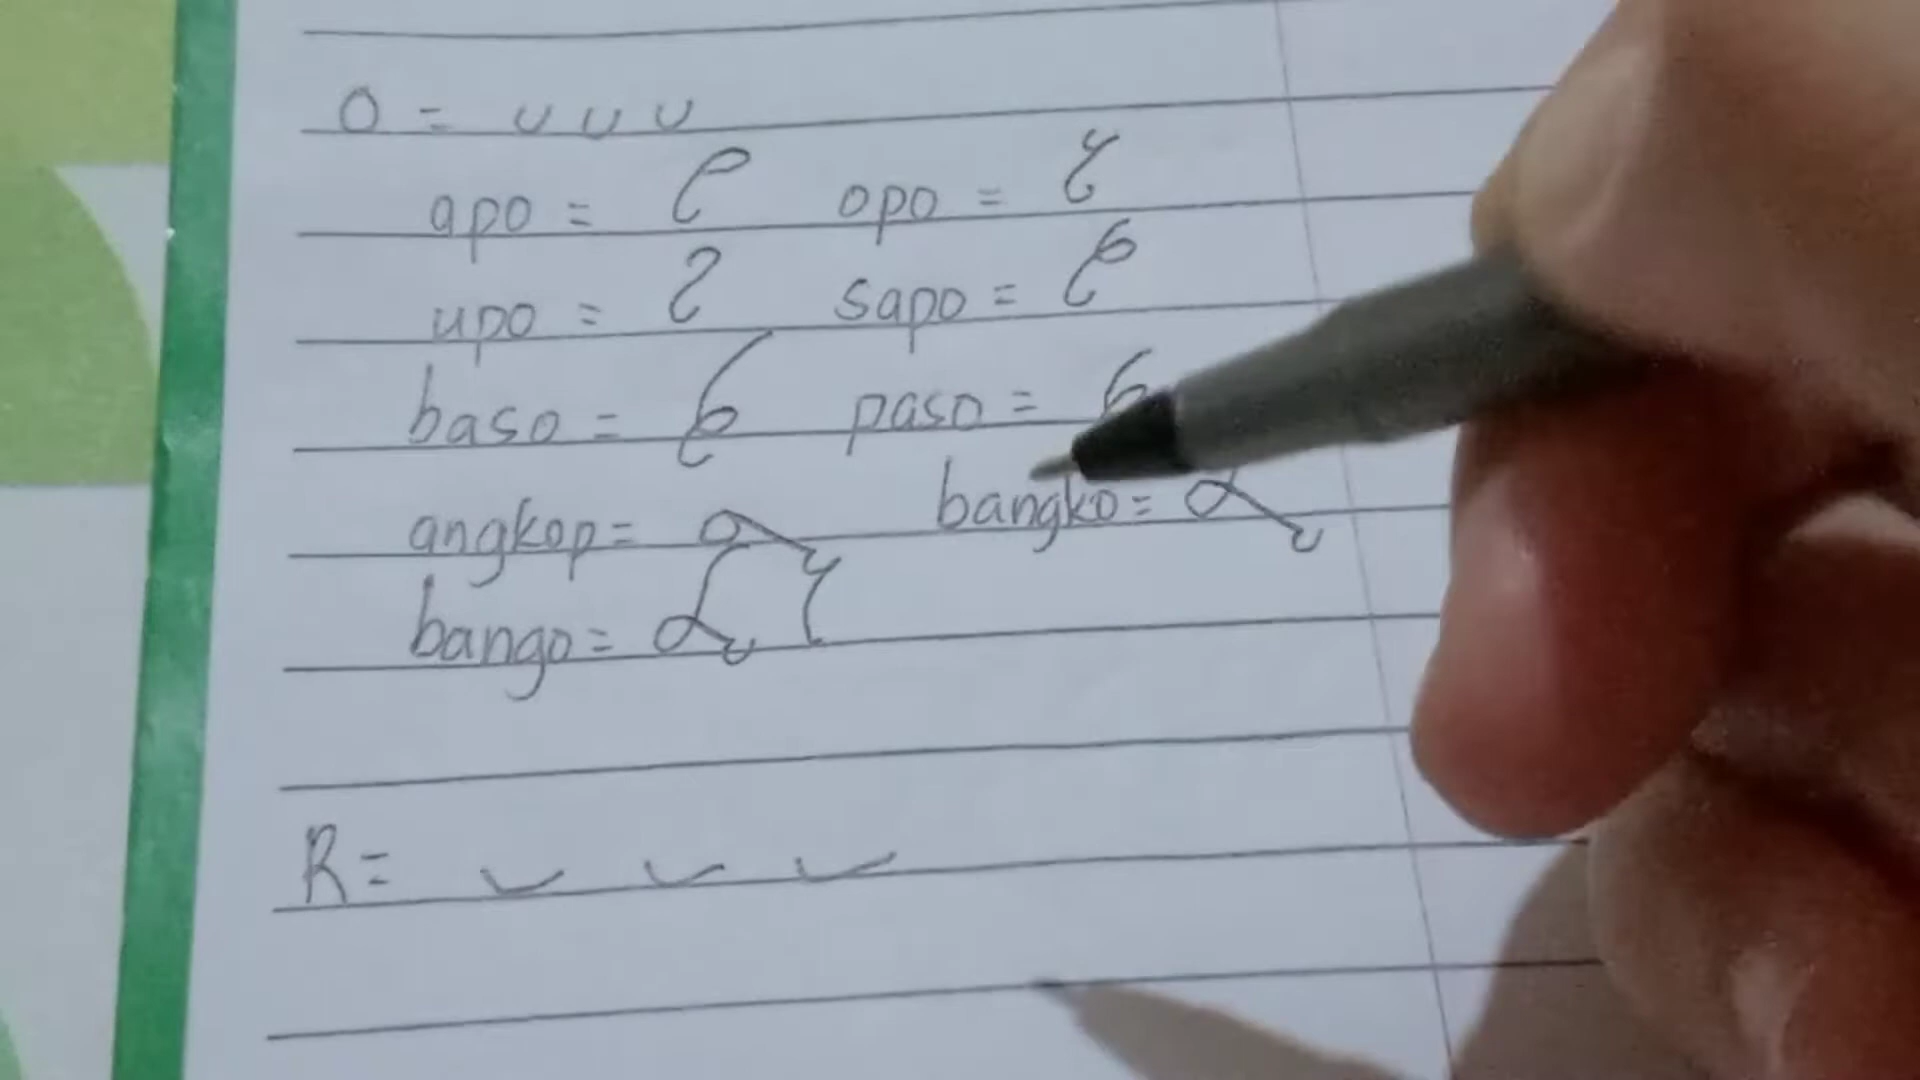 O =
apo = opo =
upo = sapo =
baso = paso =
angkop = bangko =
bango =
R =